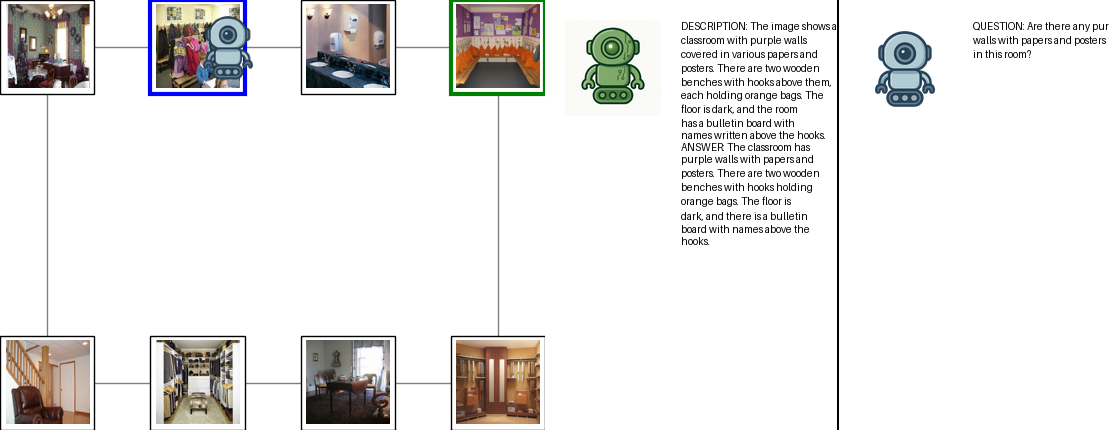 DESCRIPTION: The image shows a
classroom with purple walls
covered in various papers and
posters. There are two wooden
benches with hooks above them,
each holding orange bags. The
floor is dark, and the room
has a bulletin board with
names written above the hooks.
ANSWER: The classroom has
purple walls with papers and
posters. There are two wooden
benches with hooks holding
orange bags. The floor is
dark, and there is a bulletin
board with names above the
hooks.
QUESTION: Are there any pur
walls with papers and posters
in this room?